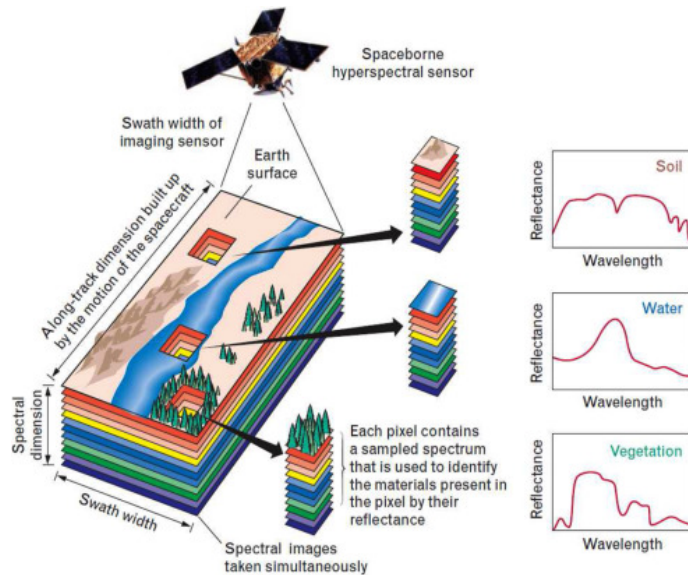 Spaceborne
hyperspectral sensor
Swath width of
imaging sensor
Earth
surface
A long-track dimension built up
by the motion of the spacecraft
Spectral
dimension
Swath width
Spectral images
taken simultaneously
Each pixel contains
a sampled spectrum
that is used to identify
the materials present in
the pixel by their
reflectance
Soil
Reflectance
Wavelength
Water
Reflectance
Wavelength
Vegetation
Reflectance
Wavelength